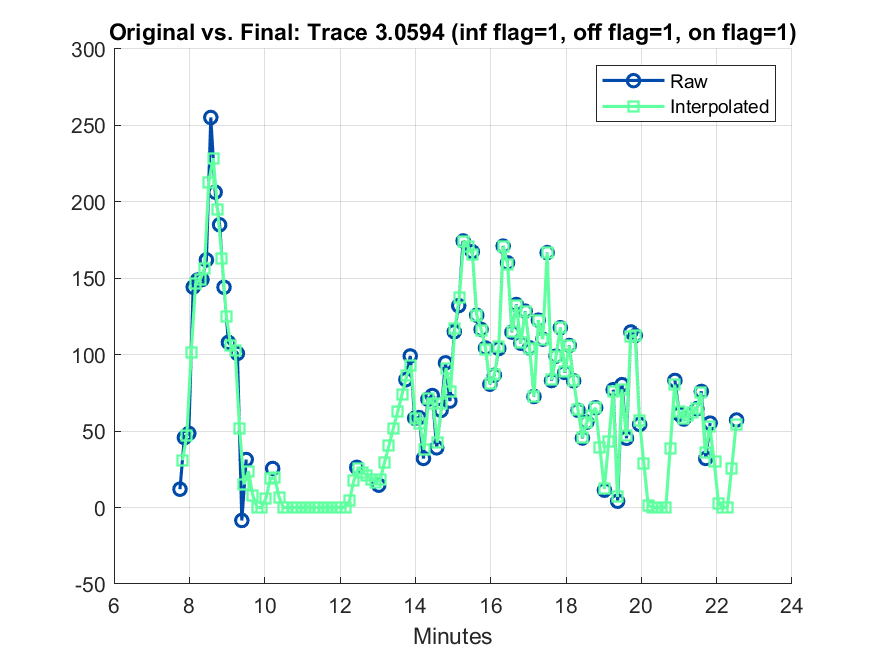 Original vs. Final: Trace 3.0594 (inf flag=1, off flag=1, on flag=1)
300
250
200
150
100
50
0
-50
Raw
Interpolated
6 8 10 12 14 16 18 20 22 24
Minutes